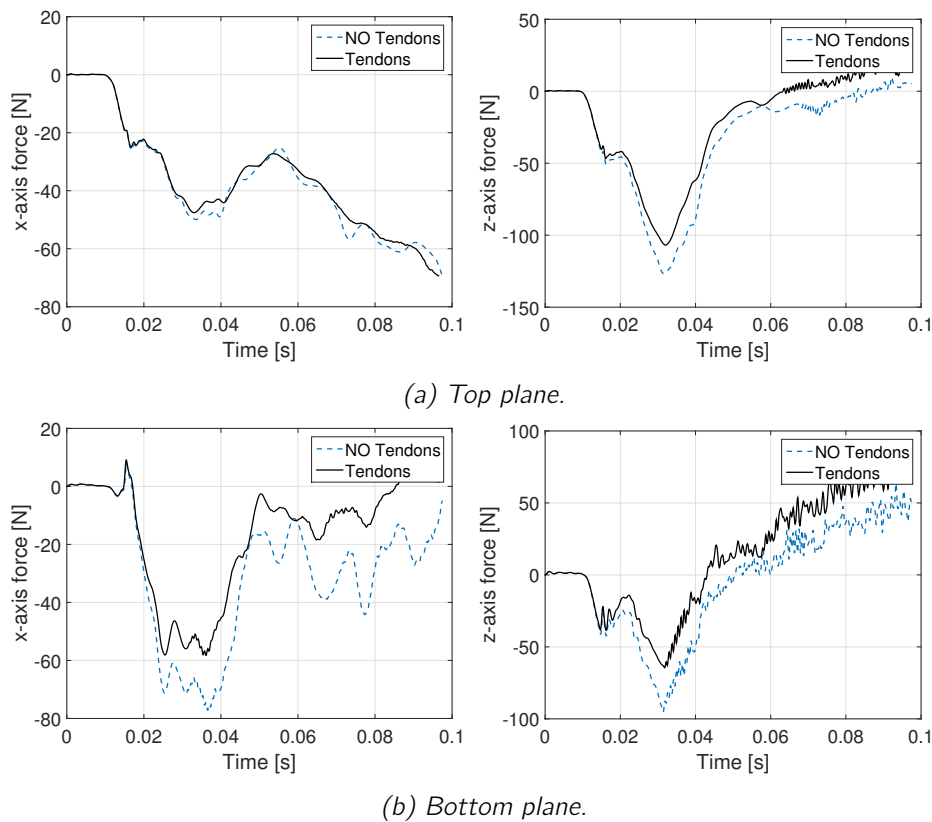 20
0
-20
-40
-60
-80
x-axis force [N]
NO Tendons
Tendons
0 0.02 0.04 0.06 0.08 0.1
Time [s]
50
0
-50
-100
-150
z-axis force [N]
NO Tendons
Tendons
0 0.02 0.04 0.06 0.08 0.1
Time [s]
(a) Top plane.
20
0
-20
-40
-60
-80
x-axis force [N]
NO Tendons
Tendons
0 0.02 0.04 0.06 0.08 0.1
Time [s]
100
50
0
-50
-100
z-axis force [N]
NO Tendons
Tendons
0 0.02 0.04 0.06 0.08 0.1
Time [s]
(b) Bottom plane.